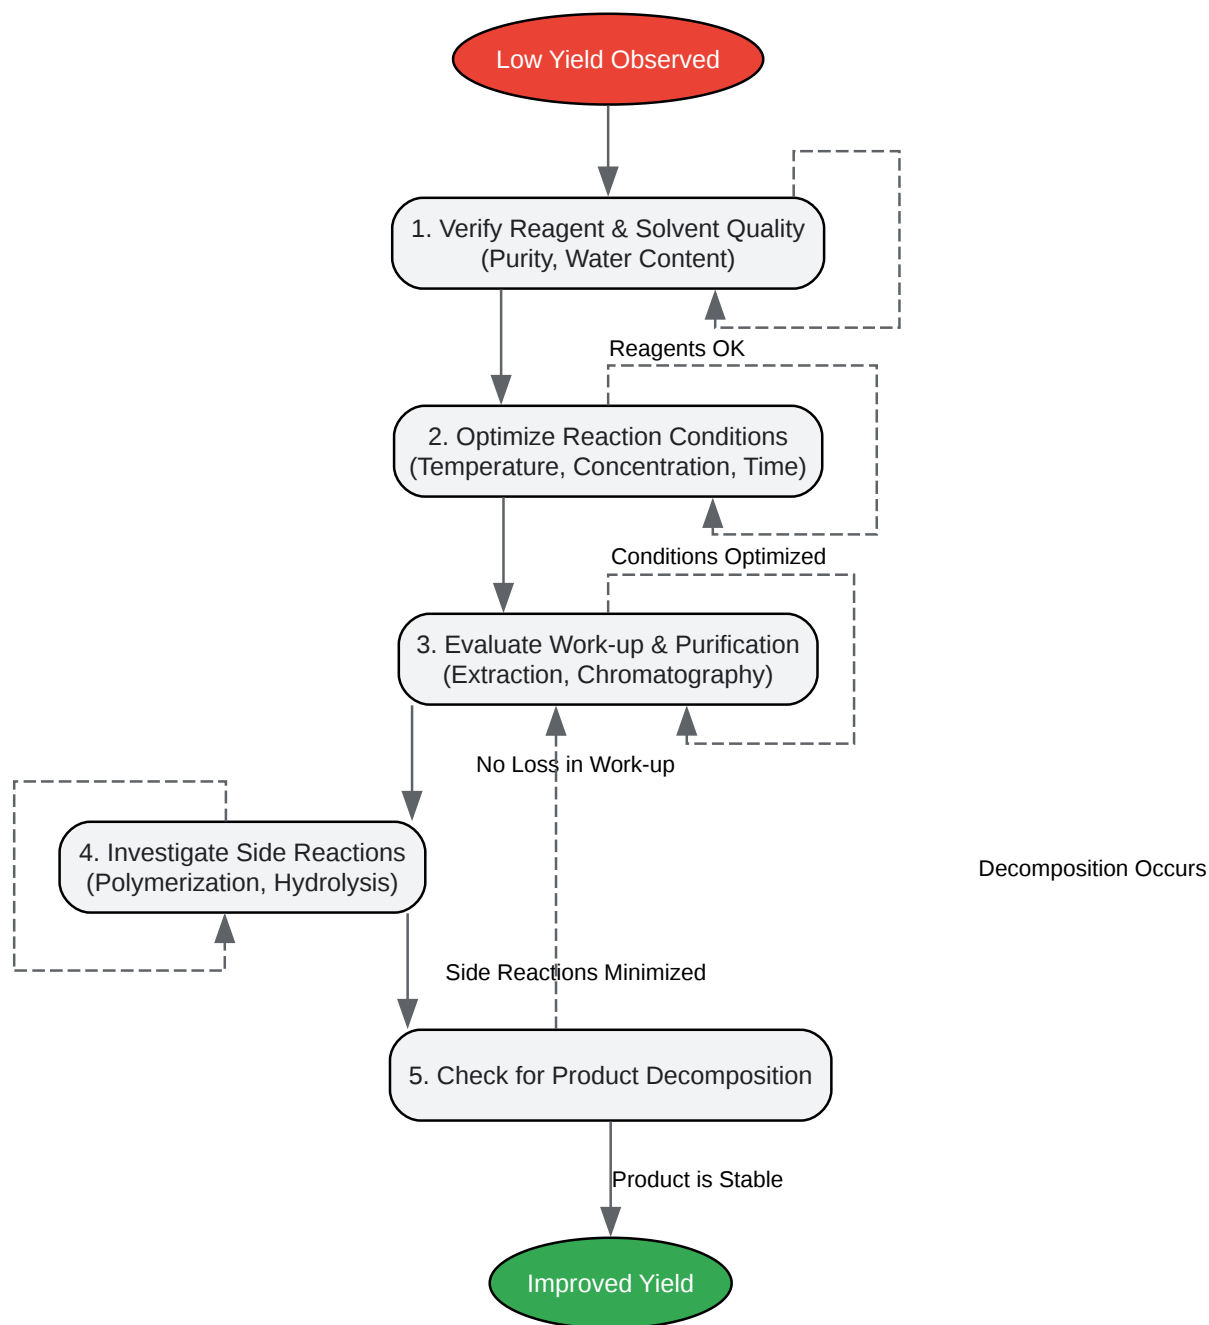 Low Yield Observed
1. Verify Reagent & Solvent Quality
(Purity, Water Content)
Reagents OK
2. Optimize Reaction Conditions
(Temperature, Concentration, Time)
Conditions Optimized
3. Evaluate Work-up & Purification
(Extraction, Chromatography)
No Loss in Work-up
4. Investigate Side Reactions
(Polymerization, Hydrolysis)
Decomposition Occurs
Side Reactions Minimized
5. Check for Product Decomposition
Product is Stable
Improved Yield